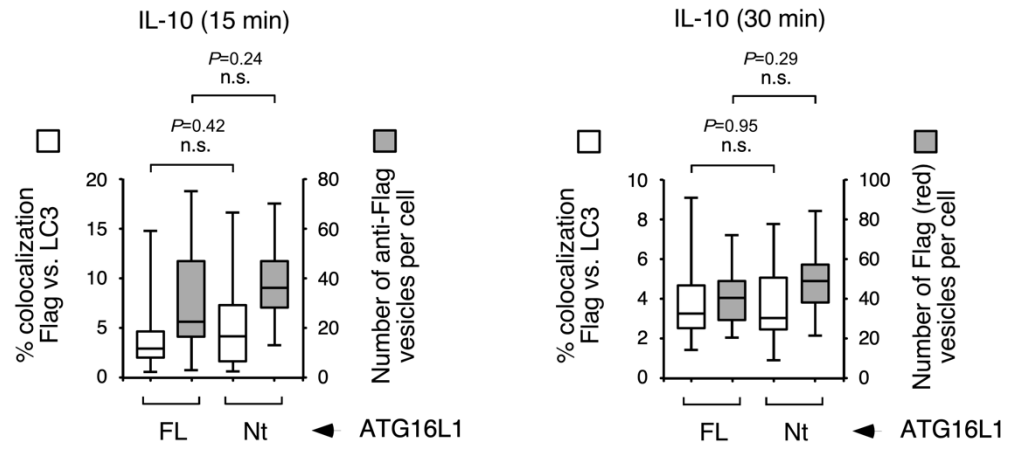 IL-10 (15 min)
P=0.24
n.s.
P=0.42
n.s.
% colocalization
Flag vs. LC3
20
15
10
5
0
80
60
40
20
0
Number of anti-Flag
vesicles per cell
FL
Nt
ATG16L1
IL-10 (30 min)
P=0.29
n.s.
P=0.95
n.s.
% colocalization
Flag vs. LC3
10
8
6
4
2
0
100
80
60
40
20
0
Number of Flag (red)
vesicles per cell
FL
Nt
ATG16L1